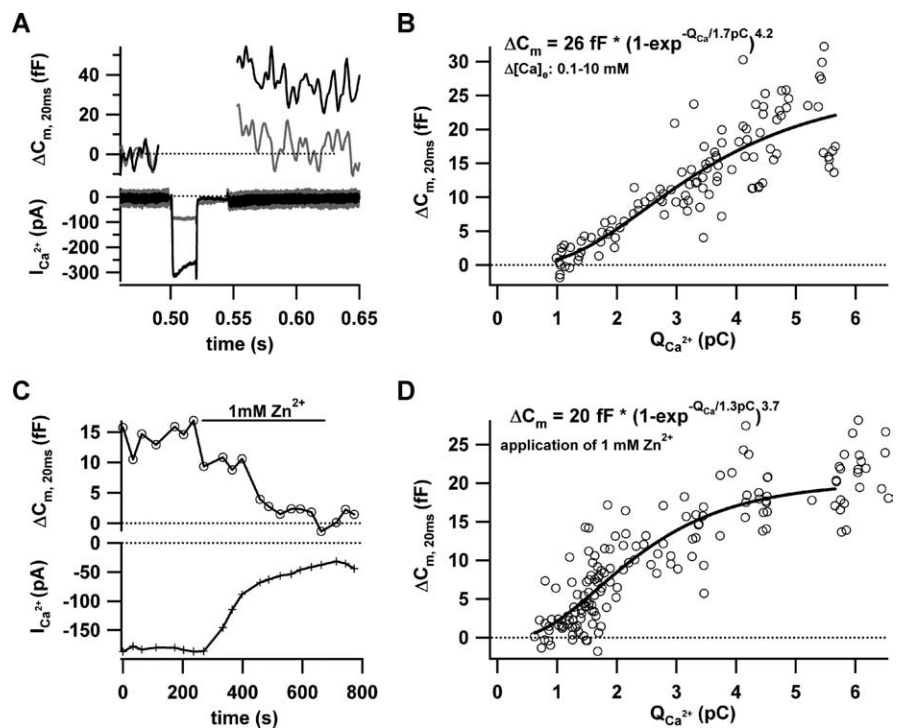 A
ΔCm, 20ms (fF)
40
20
0
ICa2+ (pA)
0
-100
-200
-300
0.50
0.55
0.60
0.65
time (s)
B
ΔCm = 26 fF * (1-exp-QCa/1.7pC)4.2
Δ[Ca]e: 0.1-10 mM
ΔCm, 20ms (fF)
30
25
20
15
10
5
0
0
1
2
3
4
5
6
QCa2+ (pC)
C
1mM Zn2+
ΔCm, 20ms (fF)
15
10
5
0
ICa2+ (pA)
0
-50
-100
-150
0
200
400
600
800
time (s)
D
ΔCm = 20 fF * (1-exp-QCa/1.3pC)3.7
application of 1 mM Zn2+
ΔCm, 20ms (fF)
25
20
15
10
5
0
0
1
2
3
4
5
6
QCa2+ (pC)